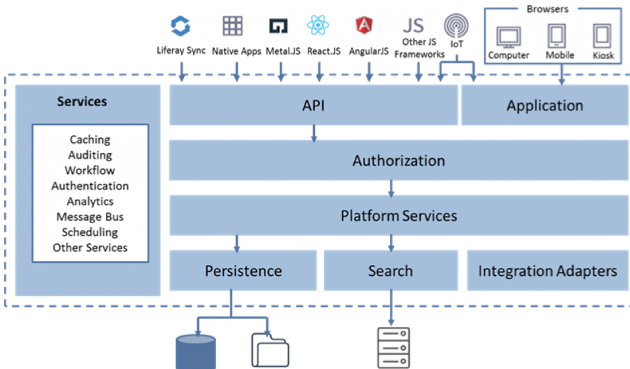 Browsers
JS
Liferay Sync
Native Apps
Metal.JS
React.JS
AngularJS
Other JS
Frameworks
IoT
Computer
Mobile
Kiosk
Services
Caching
Auditing
Workflow
Authentication
Analytics
Message Bus
Scheduling
Other Services
API
Application
Authorization
Platform Services
Persistence
Search
Integration Adapters